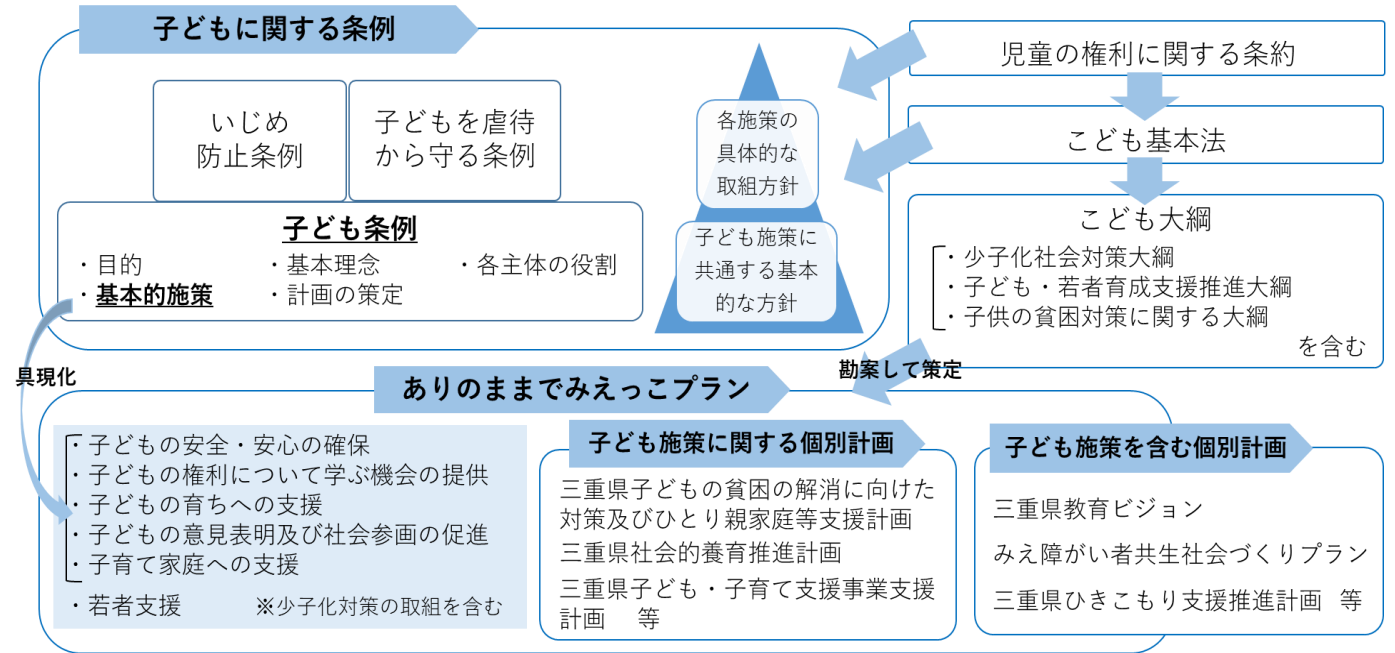 子どもに関する条例
いじめ
防止条例
子どもを虐待
から守る条例
子ども条例
・目的
・基本理念
・各主体の役割
・基本的施策
・計画の策定
各施策の
具体的な
取組方針
子ども施策に
共通する基本
的な方針
児童の権利に関する条約
こども基本法
こども大綱
・少子化社会対策大綱
・子ども・若者育成支援推進大綱
・子供の貧困対策に関する大綱
を含む
具現化
勘案して策定
ありのままでみえっこプラン
・子どもの安全・安心の確保
・子どもの権利について学ぶ機会の提供
・子どもの育ちへの支援
・子どもの意見表明及び社会参画の促進
・子育て家庭への支援
・若者支援
※少子化対策の取組を含む
子ども施策に関する個別計画
三重県子どもの貧困の解消に向けた
対策及びひとり親家庭等支援計画
三重県社会的養育推進計画
三重県子ども・子育て支援事業支援
計画 等
子ども施策を含む個別計画
三重県教育ビジョン
みえ障がい者共生社会づくりプラン
三重県ひきこもり支援推進計画 等